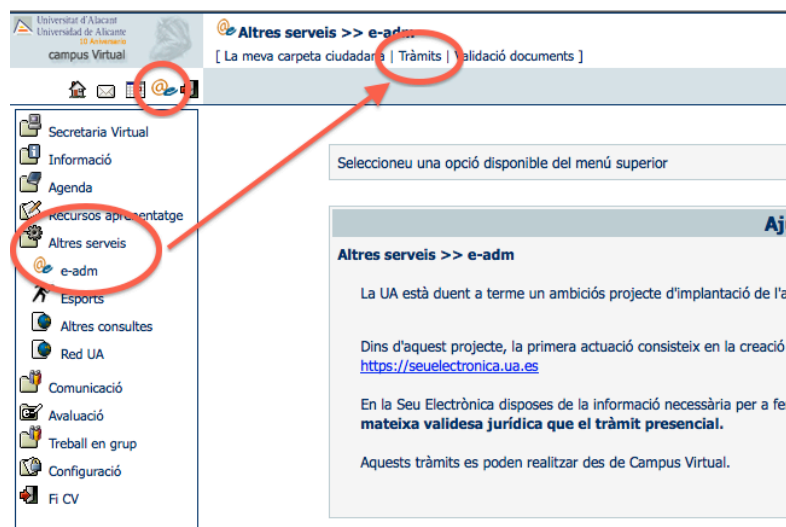 Universitat d'Alacant
Universidad de Alicante
10 Aniversario
campus Virtual
Altres serveis >> e-adm
[ La meva carpeta ciudadana | Tràmits | Validació documents ]
Secretaria Virtual
Informació
Agenda
Recursos aprenentatge
Altres serveis
e-adm
Esports
Altres consultes
Red UA
Comunicació
Avaluació
Treball en grup
Configuració
Fi CV
Seleccioneu una opció disponible del menú superior
Aj
Altres serveis >> e-adm
La UA està duent a terme un ambiciós projecte d'implantació de l'a
Dins d'aquest projecte, la primera actuació consisteix en la creació
https://seuelectronica.ua.es
En la Seu Electrònica disposes de la informació necessària per a fe
mateixa validesa jurídica que el tràmit presencial.
Aquests tràmits es poden realitzar des de Campus Virtual.